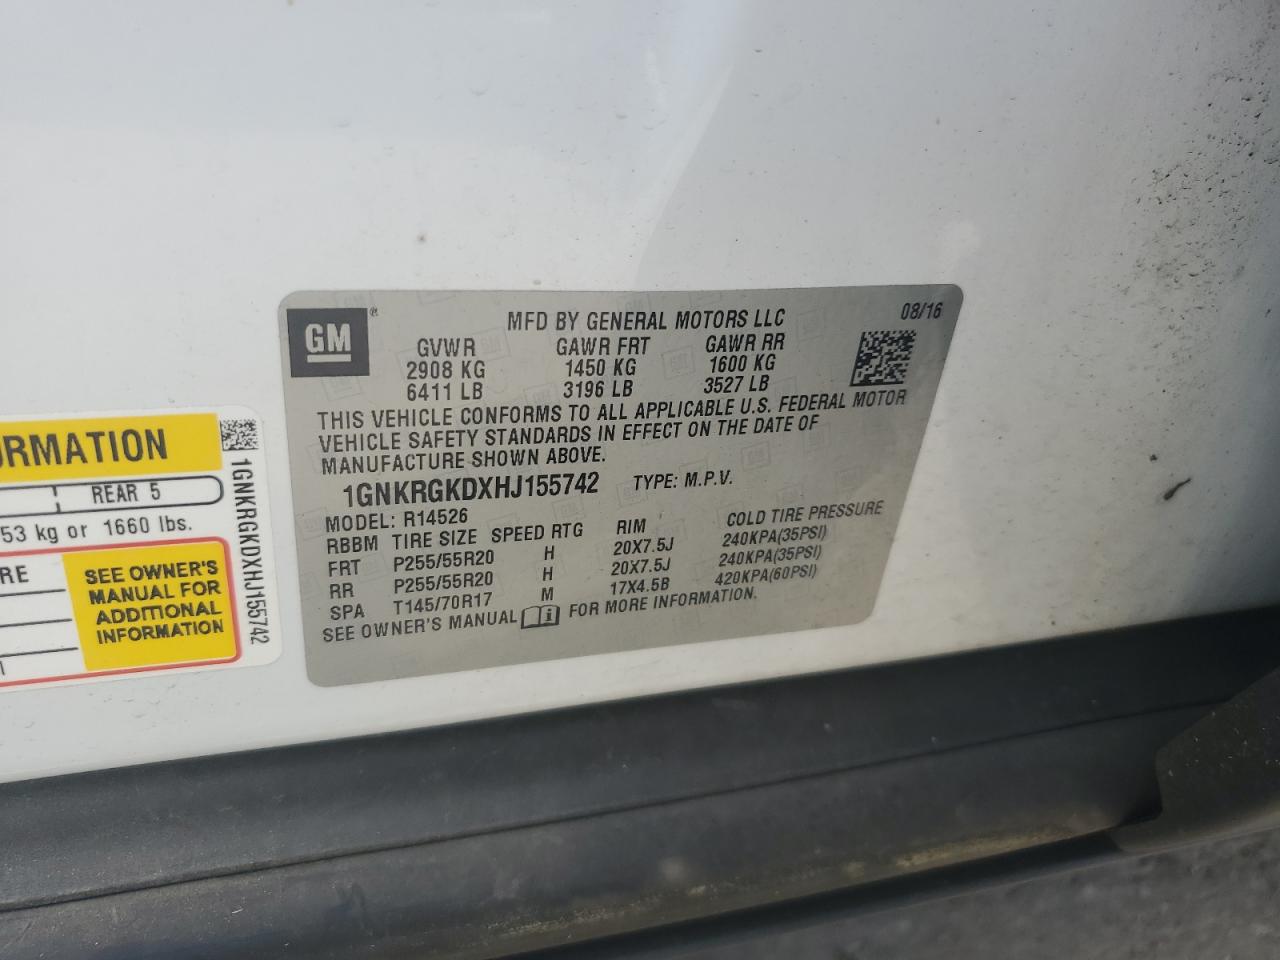 GM ®
MFD BY GENERAL MOTORS LLC
08/16
GVWR GAWR FRT GAWR RR
2908 KG 1450 KG 1600 KG
6411 LB 3196 LB 3527 LB
THIS VEHICLE CONFORMS TO ALL APPLICABLE U.S. FEDERAL MOTOR
VEHICLE SAFETY STANDARDS IN EFFECT ON THE DATE OF
MANUFACTURE SHOWN ABOVE.
1GNKRGKDXHJ155742 TYPE: M.P.V.
MODEL: R14526
RBBM TIRE SIZE SPEED RTG RIM COLD TIRE PRESSURE
FRT P255/55R20 H 20X7.5J 240KPA(35PSI)
RR P255/55R20 H 20X7.5J 240KPA(35PSI)
SPA T145/70R17 M 17X4.5B 420KPA(60PSI)
SEE OWNER'S MANUAL FOR MORE INFORMATION.
ORMATION
REAR 5
53 kg or 1660 lbs.
RE
SEE OWNER'S
MANUAL FOR
ADDITIONAL
INFORMATION
1GNKRGKDXHJ155742